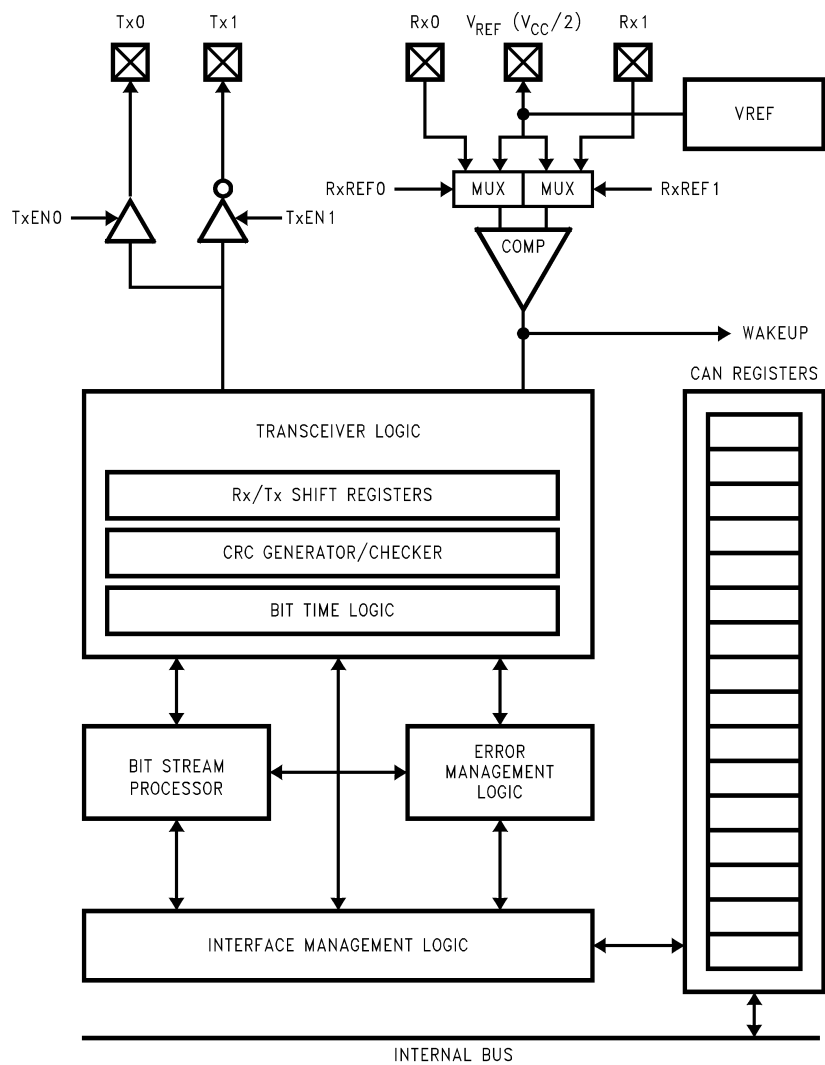 Tx0 Tx1 Rx0 VREF (VCC/2) Rx1
VREF
RxREF0 MUX MUX RxREF1
TxEN0 TxEN1
COMP
WAKEUP
CAN REGISTERS
TRANSCEIVER LOGIC
Rx/Tx SHIFT REGISTERS
CRC GENERATOR/CHECKER
BIT TIME LOGIC
BIT STREAM
PROCESSOR
ERROR
MANAGEMENT
LOGIC
INTERFACE MANAGEMENT LOGIC
INTERNAL BUS